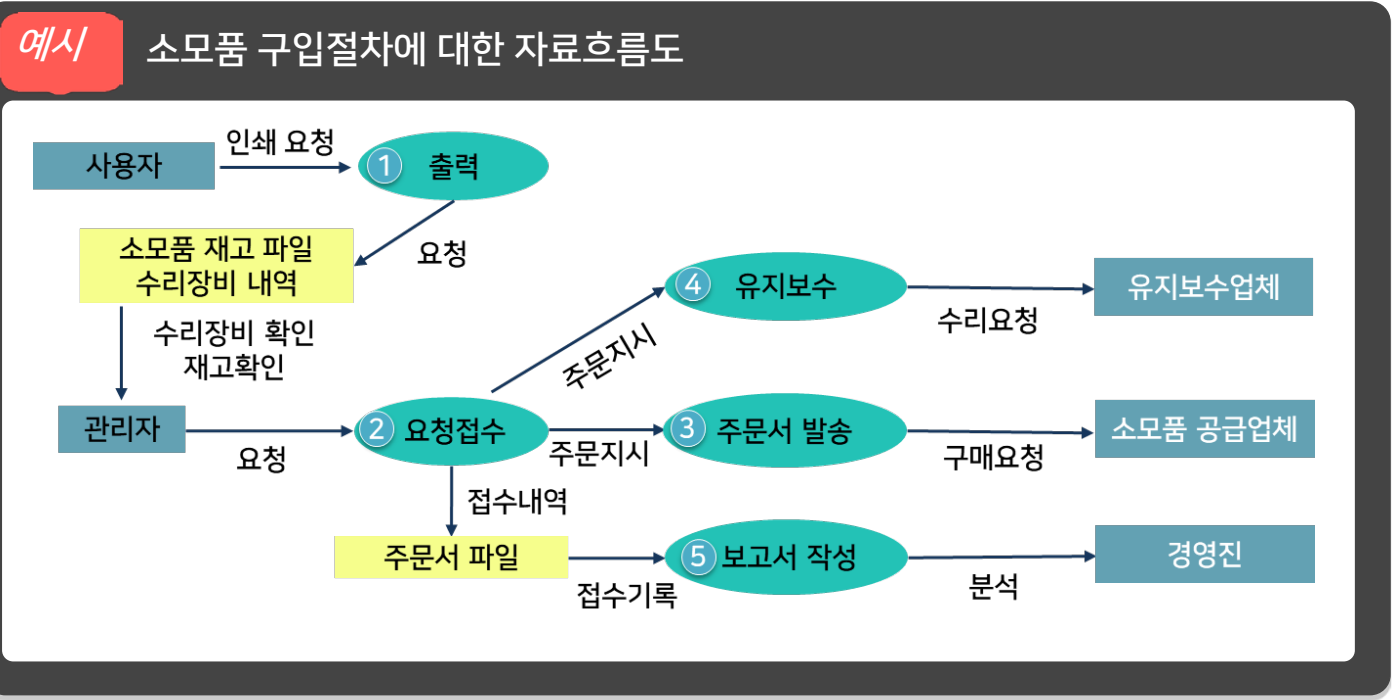 예시
소모품 구입절차에 대한 자료흐름도
사용자
인쇄 요청
1 출력
요청
소모품 재고 파일
수리장비 내역
수리장비 확인
재고확인
관리자
요청
2 요청접수
주문지시
4 유지보수
수리요청
유지보수업체
주문지시
3 주문서 발송
구매요청
소모품 공급업체
접수내역
주문서 파일
접수기록
5 보고서 작성
분석
경영진